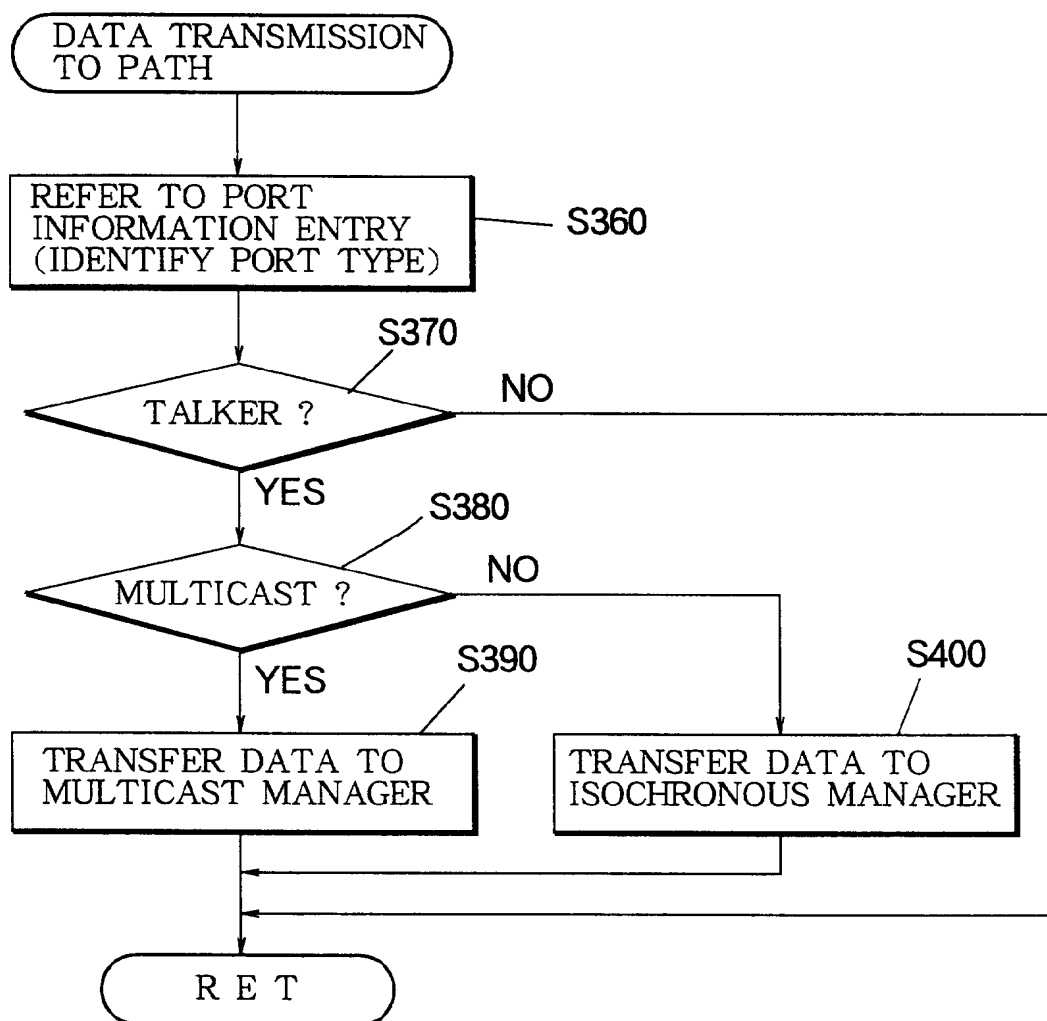 DATA TRANSMISSION
TO PATH
REFER TO PORT
INFORMATION ENTRY
(IDENTIFY PORT TYPE)
S360
S370
TALKER ?
NO
YES
S380
MULTICAST ?
NO
YES
S390
S400
TRANSFER DATA TO
MULTICAST MANAGER
TRANSFER DATA TO
ISOCHRONOUS MANAGER
R E T